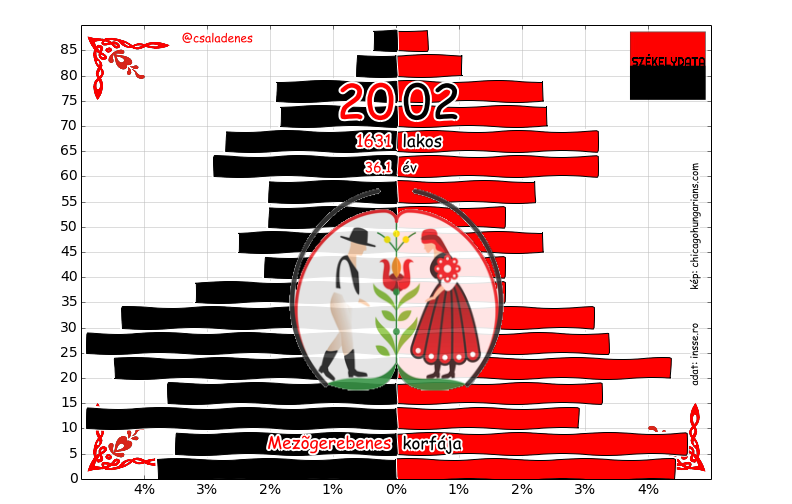 @csaladenes
SZÉKELYDATA
2002
1631 lakos
36.1 év
kép: chicagohungarians.com
adat: insse.ro
Mezőgerebenes korfája
85
80
75
70
65
60
55
50
45
40
35
30
25
20
15
10
5
0
4% 3% 2% 1% 0% 1% 2% 3% 4%